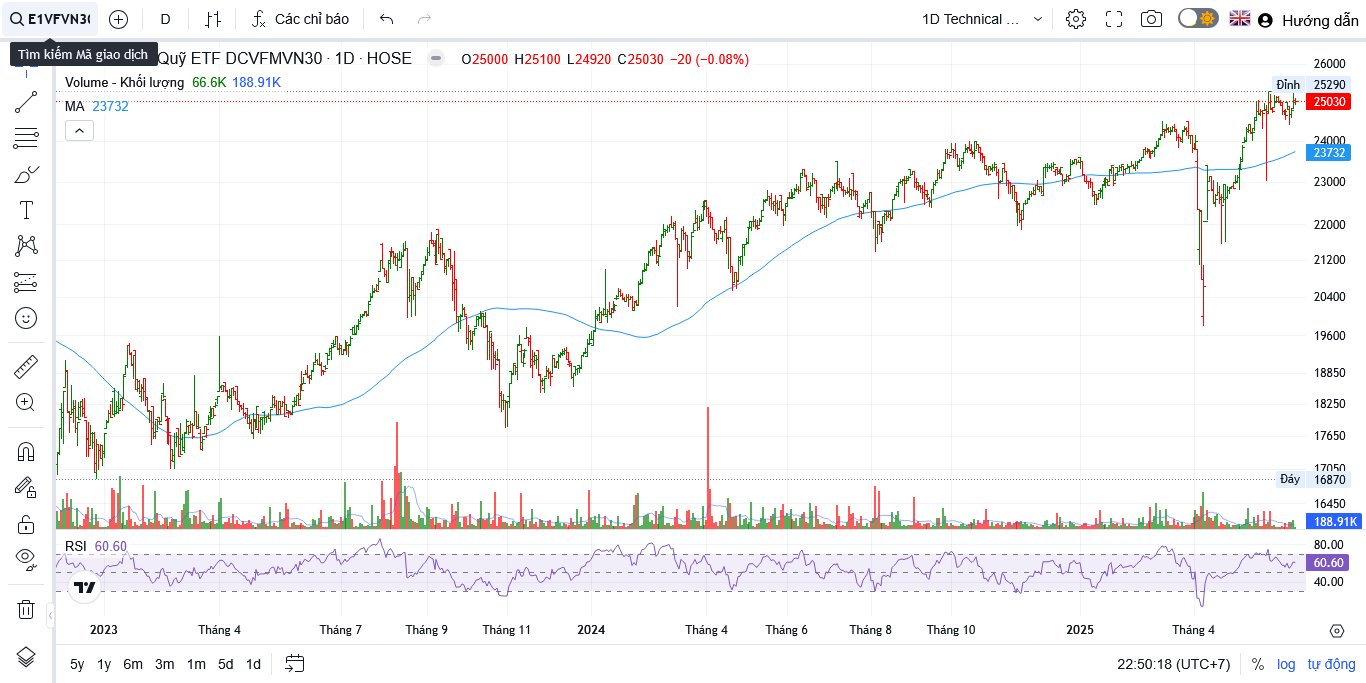 E1VFVN30
D
Các chỉ báo
1D Technical ...
Hướng dẫn
Tìm kiếm Mã giao dịch
Quỹ ETF DCVFMVN30 · 1D · HOSE
O25000 H25100 L24920 C25030 −20 (−0.08%)
Volume - Khối lượng 66.6K 188.91K
MA 23732
26000
Đỉnh 25290
25030
24000
23732
23000
22000
21200
20400
19600
18850
18250
17650
17050
Đáy 16870
16450
188.91K
RSI 60.60
80.00
60.60
40.00
2023 Tháng 4 Tháng 7 Tháng 9 Tháng 11 2024 Tháng 4 Tháng 6 Tháng 8 Tháng 10 2025 Tháng 4
5y 1y 6m 3m 1m 5d 1d
22:50:18 (UTC+7) % log tự động